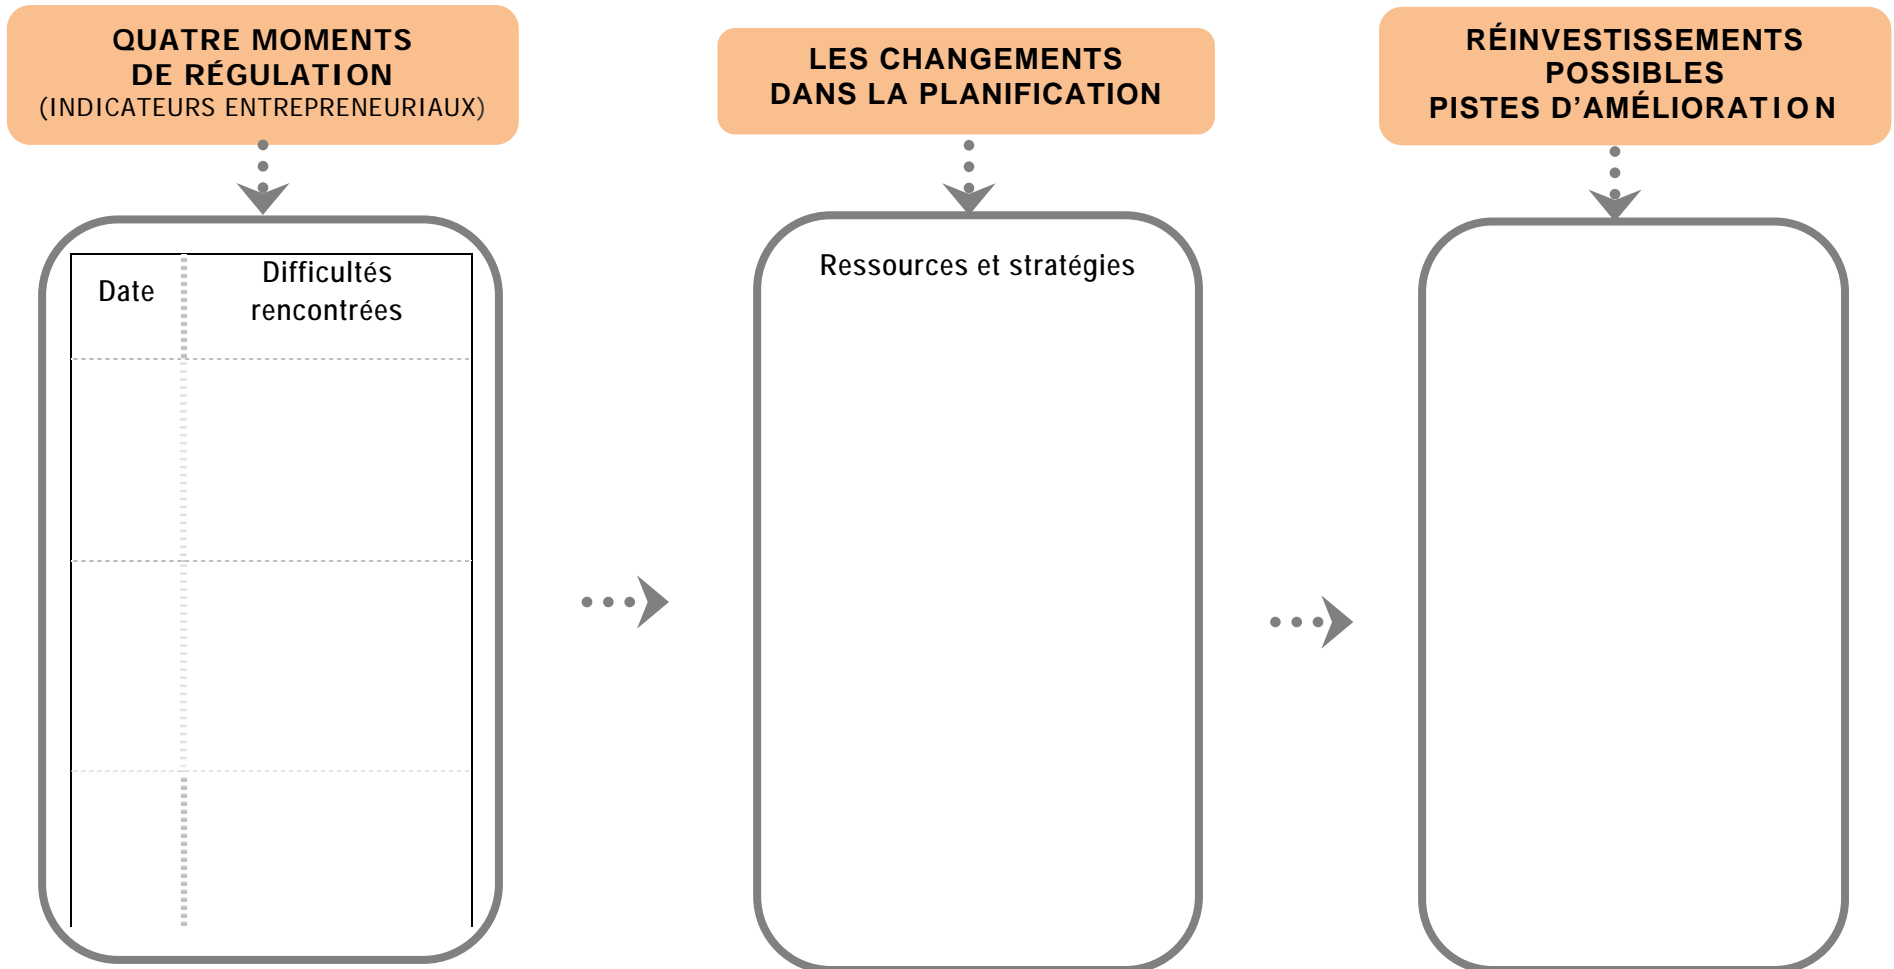 QUATRE MOMENTS
DE RÉGULATION
(INDICATEURS ENTREPRENEURIAUX)
Date
Difficultés
rencontrées
LES CHANGEMENTS
DANS LA PLANIFICATION
Ressources et stratégies
RÉINVESTISSEMENTS
POSSIBLES
PISTES D’AMÉLIORATION